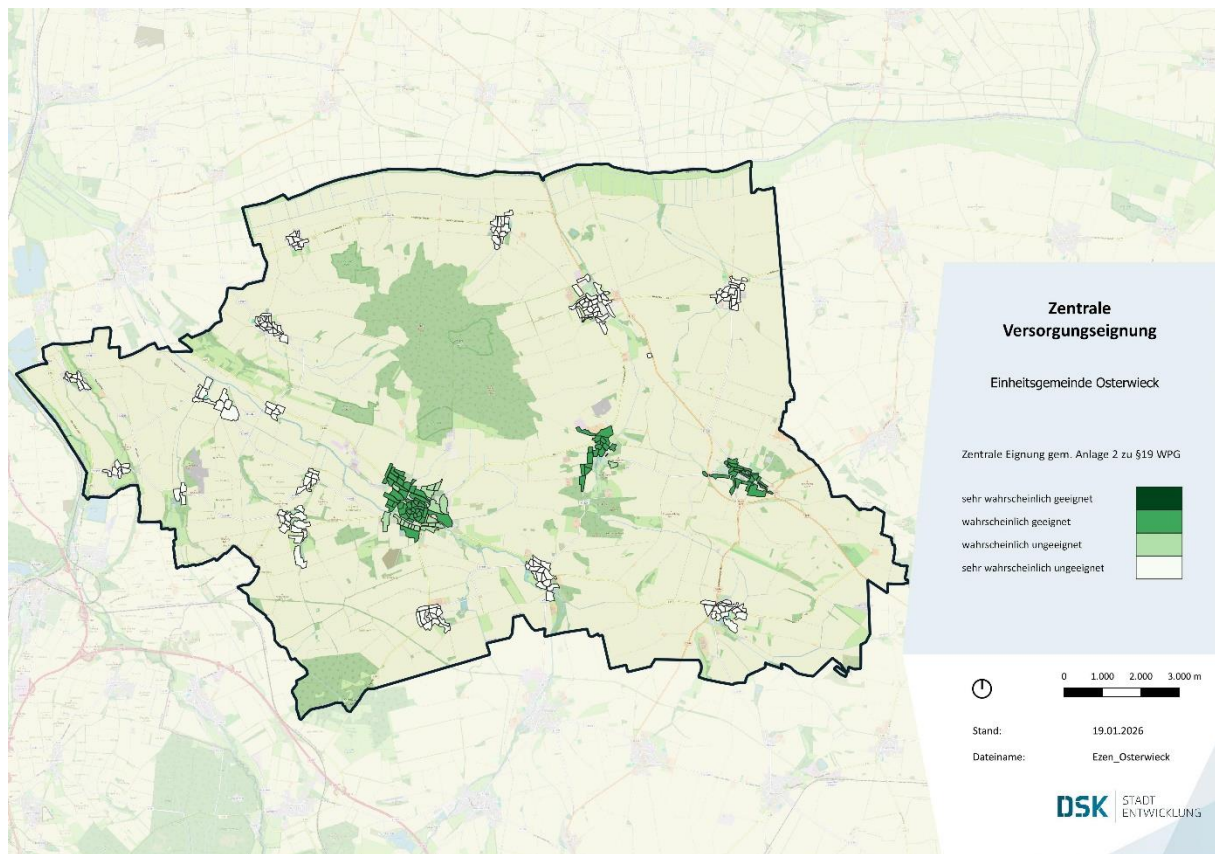 Zentrale
Versorgungseignung
Einheitsgemeinde Osterwieck
Zentrale Eignung gem. Anlage 2 zu §19 WPG
sehr wahrscheinlich geeignet
wahrscheinlich geeignet
wahrscheinlich ungeeignet
sehr wahrscheinlich ungeeignet
0 1.000 2.000 3.000 m
Stand: 19.01.2026
Dateiname: Ezen_Osterwieck
DSK STADT
ENTWICKLUNG